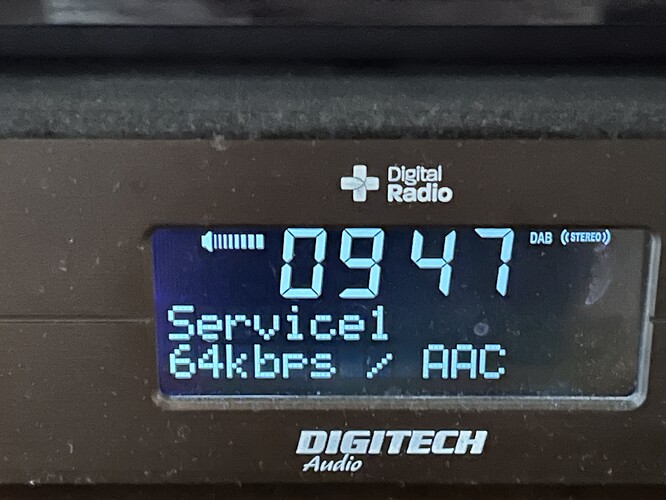 Digital
Radio
0947 DAB ((STEREO))
Service1
64kbps / AAC
DIGITECH
Audio